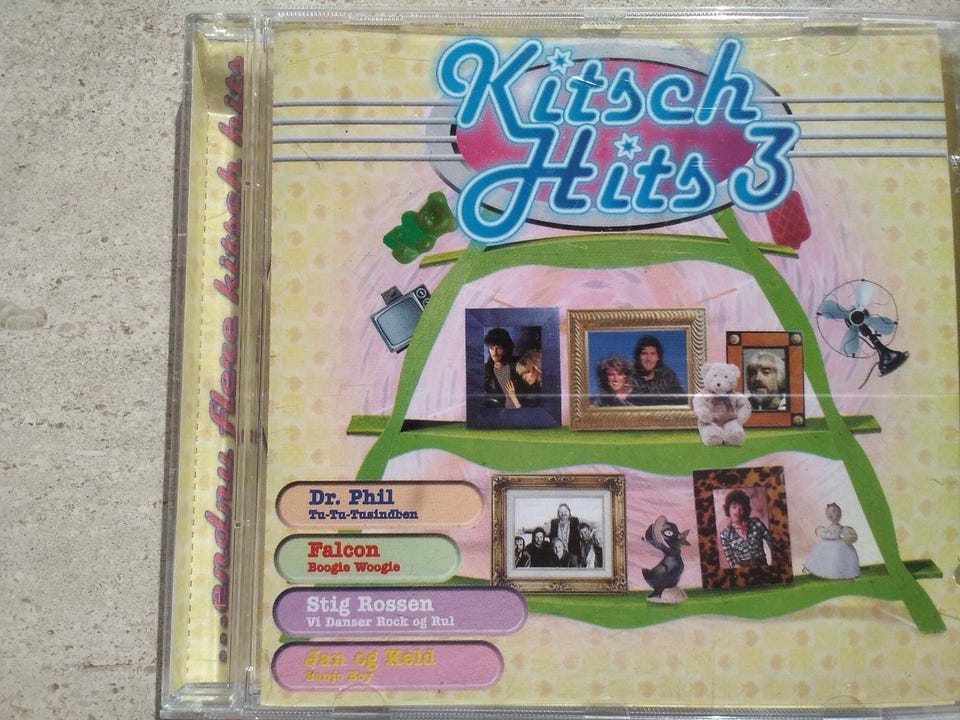 Kitsch
Hits 3
...Endnu flere kitsch hits
Dr. Phil
Tu-Tu-Tusindben
Falcon
Boogie Woogie
Stig Rossen
Vi Danser Rock og Rul
Jan og Keld
Banjo Boy